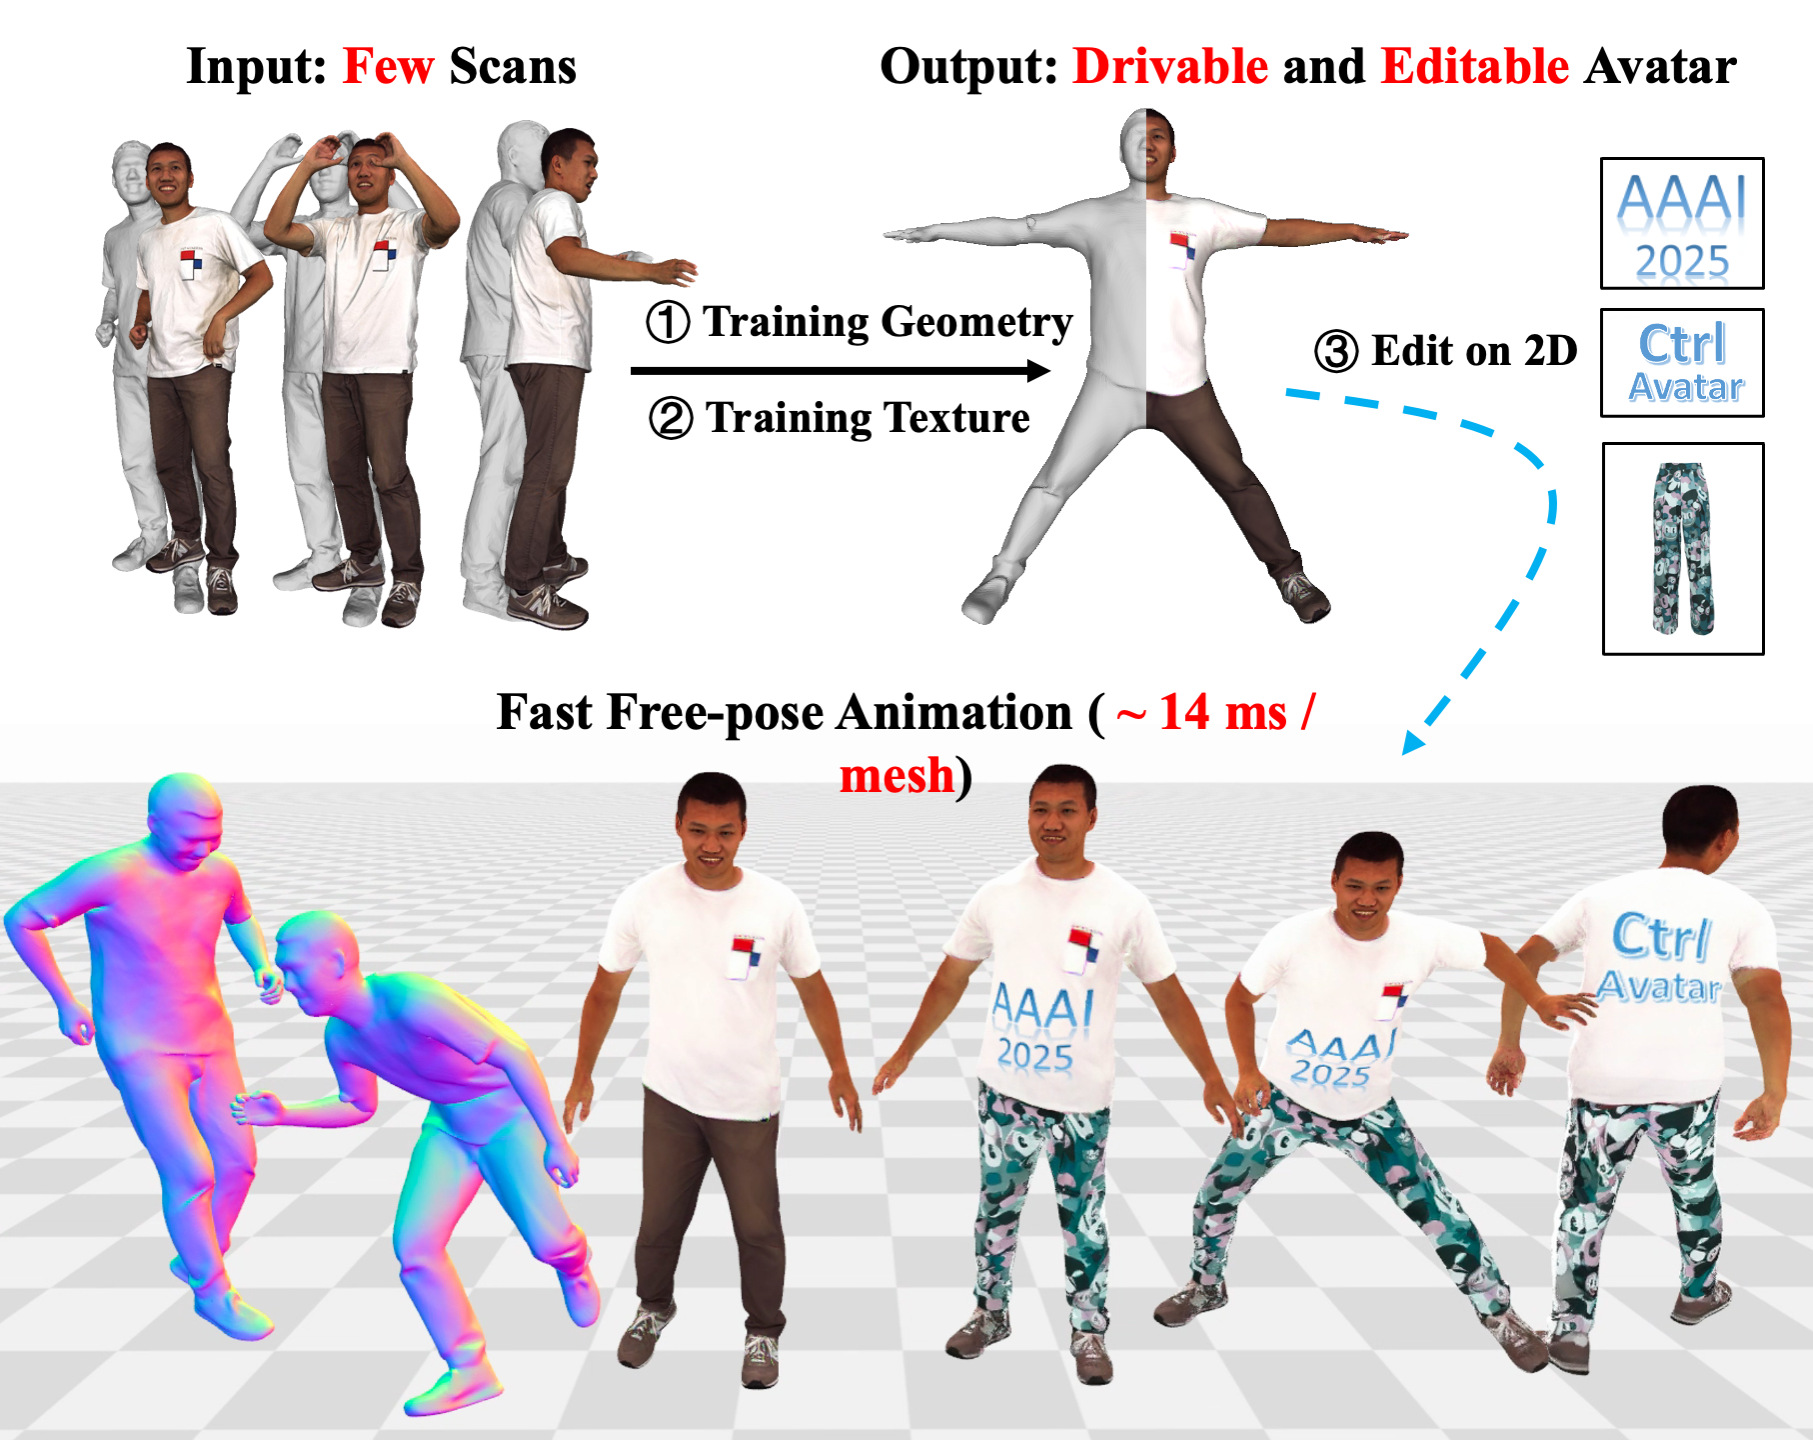 Input: Few Scans
Output: Drivable and Editable Avatar
① Training Geometry
② Training Texture
③ Edit on 2D
AAAI
2025
Ctrl
Avatar
Fast Free-pose Animation ( ~ 14 ms /
mesh)
AAAI
2025
AAAI
2025
Ctrl
Avatar